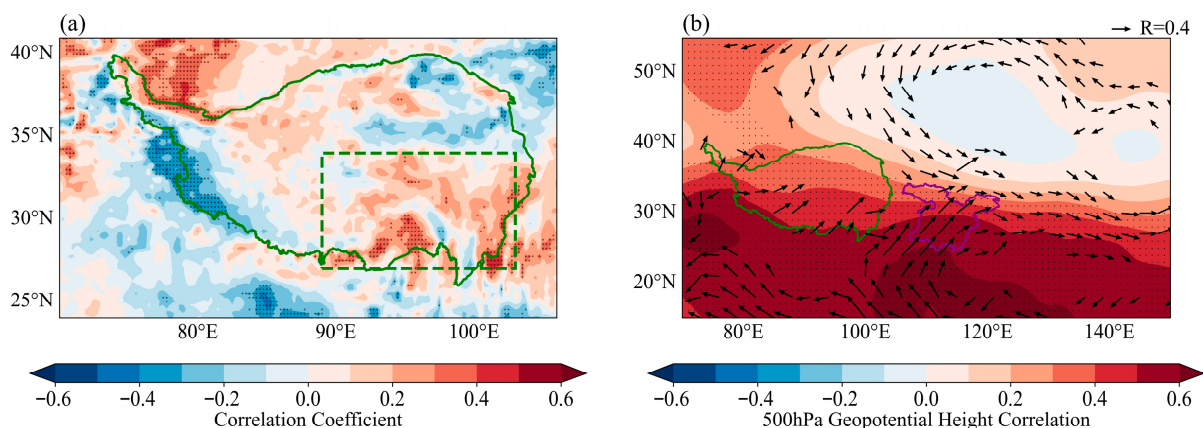 (a)
40°N
35°N
30°N
25°N
80°E 90°E 100°E
−0.6 −0.4 −0.2 0.0 0.2 0.4 0.6
Correlation Coefficient
(b)
R=0.4
50°N
40°N
30°N
20°N
80°E 100°E 120°E 140°E
−0.6 −0.4 −0.2 0.0 0.2 0.4 0.6
500hPa Geopotential Height Correlation